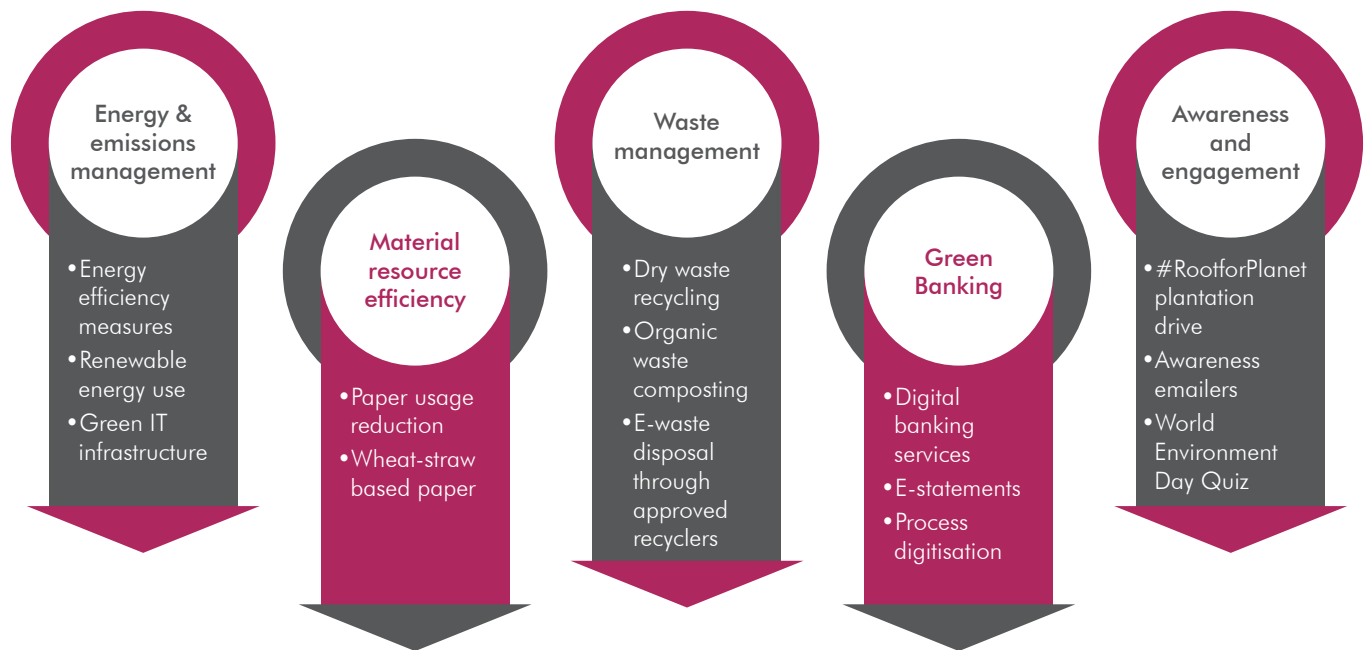 Energy &
emissions
management
•Energy
efficiency
measures
•Renewable
energy use
•Green IT
infrastructure
Material
resource
efficiency
•Paper usage
reduction
•Wheat-straw
based paper
Waste
management
•Dry waste
recycling
•Organic
waste
composting
•E-waste
disposal
through
approved
recyclers
Green
Banking
•Digital
banking
services
•E-statements
•Process
digitisation
Awareness
and
engagement
•#RootforPlanet
plantation
drive
•Awareness
emailers
•World
Environment
Day Quiz